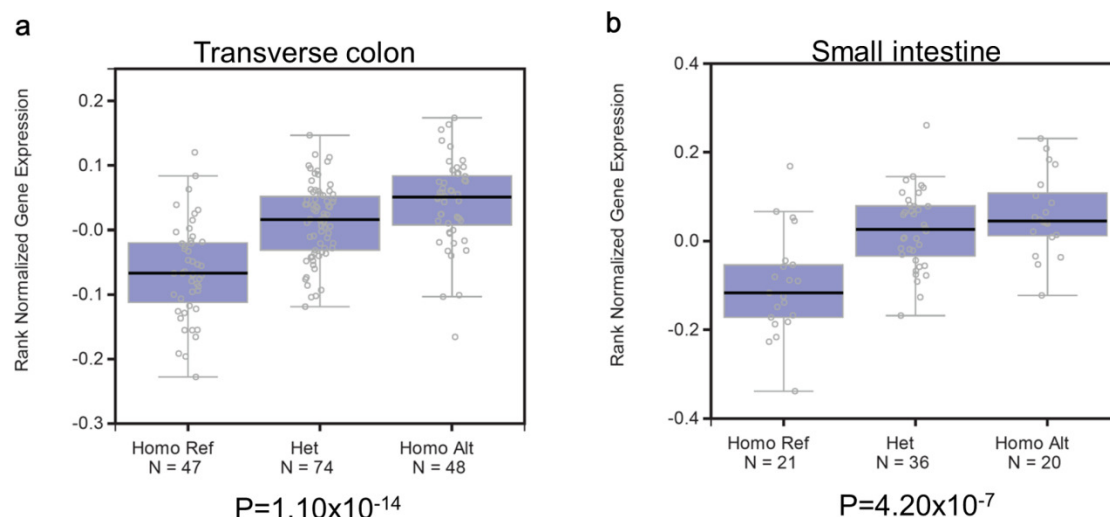 a
Transverse colon
Rank Normalized Gene Expression
0.2
0.1
-0.0
-0.1
-0.2
-0.3
Homo Ref
N = 47
Het
N = 74
Homo Alt
N = 48
P=1.10x10⁻¹⁴
b
Small intestine
Rank Normalized Gene Expression
0.4
0.2
0.0
-0.2
-0.4
Homo Ref
N = 21
Het
N = 36
Homo Alt
N = 20
P=4.20x10⁻⁷